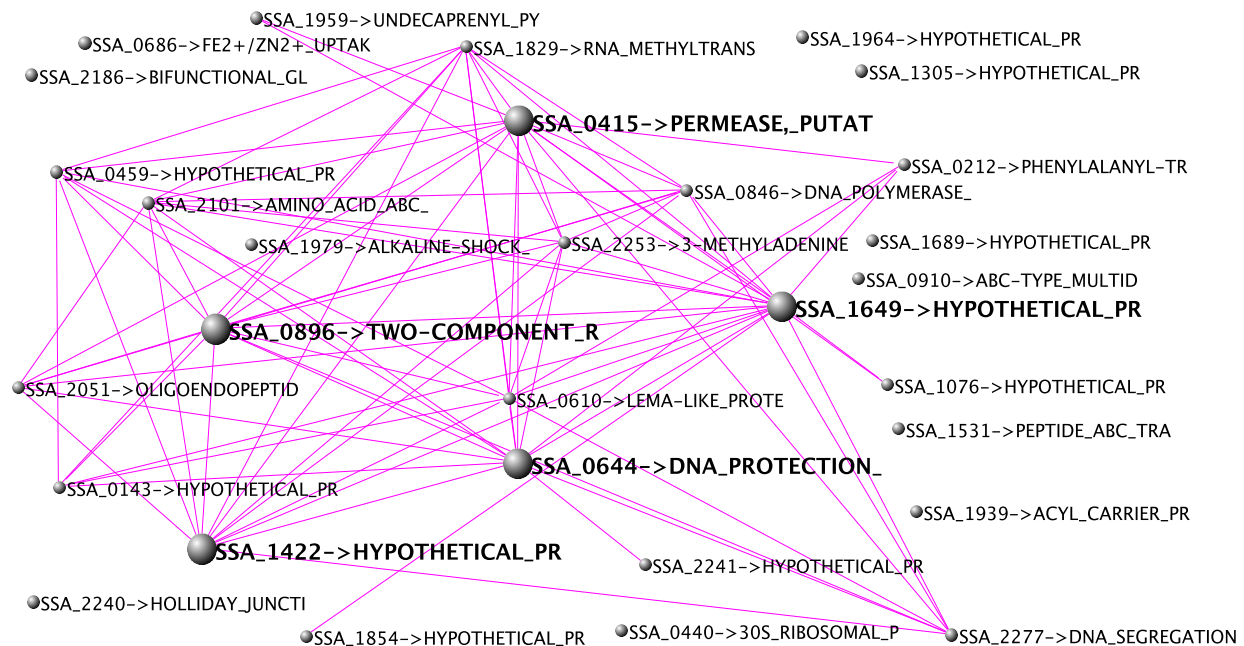 SSA_1959->UNDECAPRENYL_PY
SSA_0686->FE2+/ZN2+_UPTAK
SSA_1829->RNA_METHYLTRANS
SSA_1964->HYPOTHETICAL_PR
SSA_2186->BIFUNCTIONAL_GL
SSA_1305->HYPOTHETICAL_PR
SSA_0415->PERMEASE,_PUTAT
SSA_0459->HYPOTHETICAL_PR
SSA_0212->PHENYLALANYL-TR
SSA_2101->AMINO_ACID_ABC_
SSA_0846->DNA_POLYMERASE_
SSA_1979->ALKALINE-SHOCK_
SSA_2253->3-METHYLADENINE
SSA_1689->HYPOTHETICAL_PR
SSA_0910->ABC-TYPE_MULTID
SSA_1649->HYPOTHETICAL_PR
SSA_0896->TWO-COMPONENT_R
SSA_2051->OLIGOENDOPEPTID
SSA_1076->HYPOTHETICAL_PR
SSA_0610->LEMA-LIKE_PROTE
SSA_1531->PEPTIDE_ABC_TRA
SSA_0644->DNA_PROTECTION_
SSA_0143->HYPOTHETICAL_PR
SSA_1939->ACYL_CARRIER_PR
SSA_1422->HYPOTHETICAL_PR
SSA_2241->HYPOTHETICAL_PR
SSA_2240->HOLLIDAY_JUNCTI
SSA_1854->HYPOTHETICAL_PR
SSA_0440->30S_RIBOSOMAL_P
SSA_2277->DNA_SEGREGATION